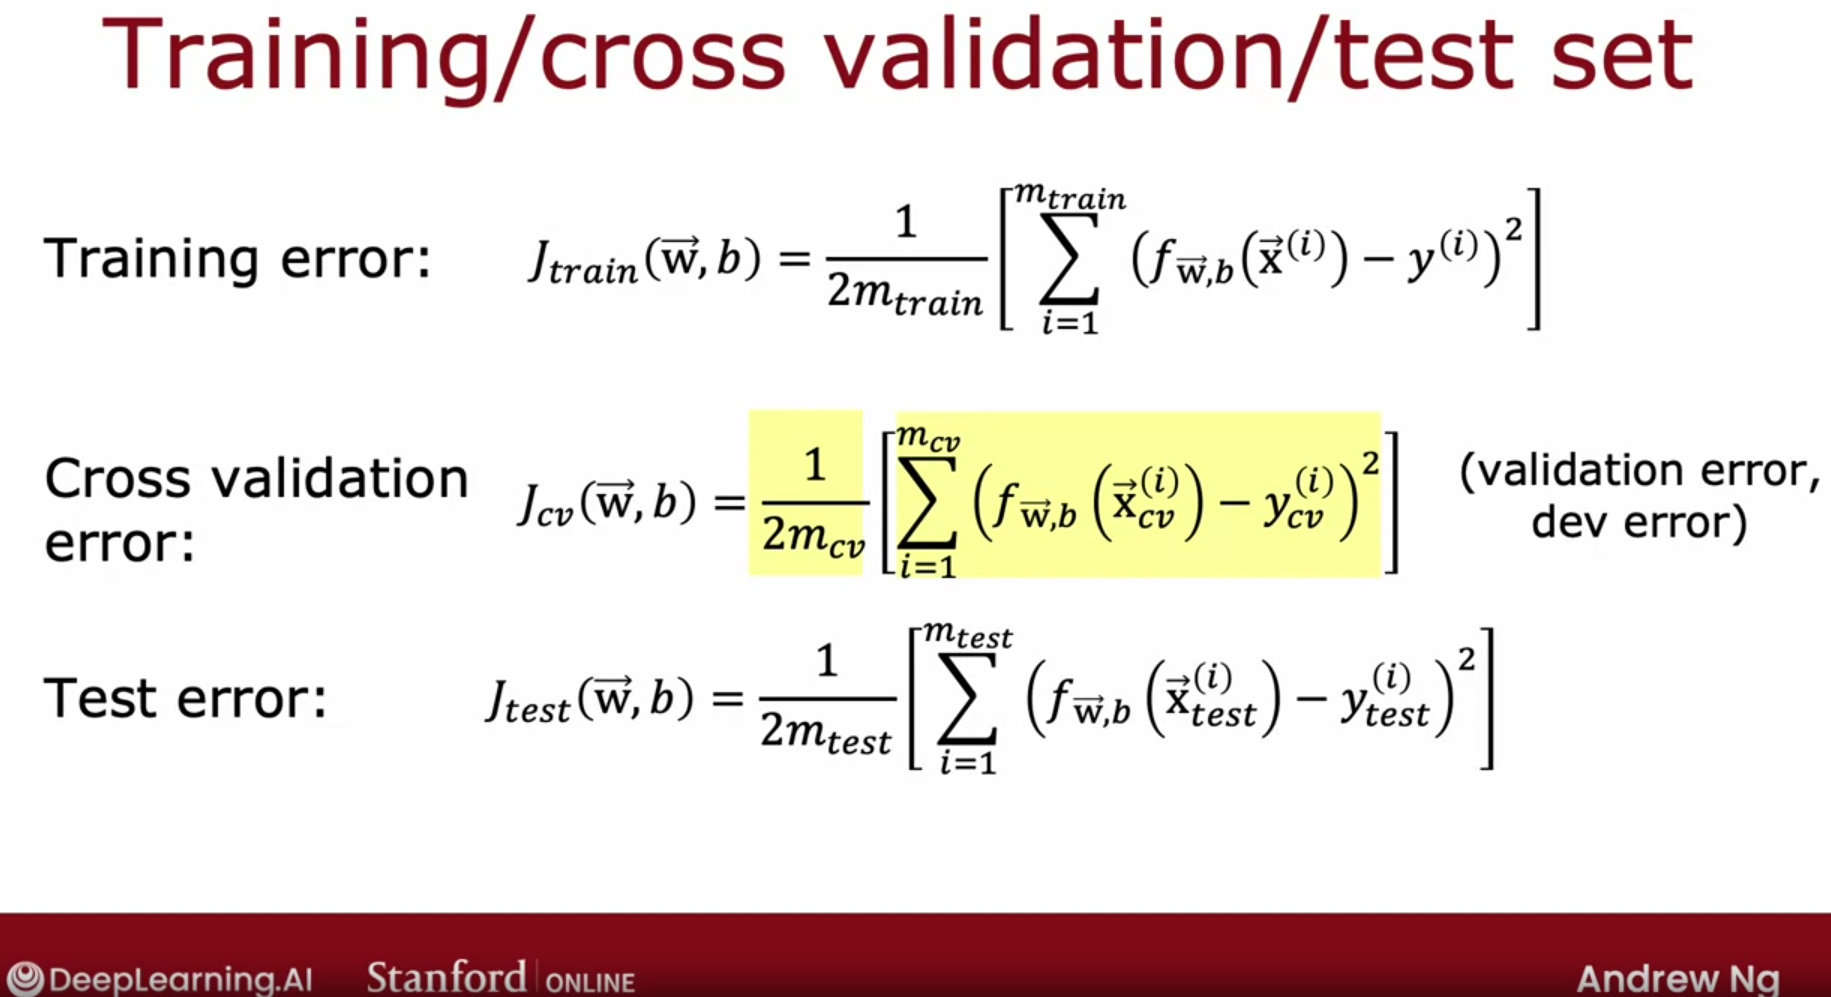 Training/cross validation/test set
Training error: J_{train}(\vec{w}, b) = \frac{1}{2m_{train}} \left[ \sum_{i=1}^{m_{train}} (f_{\vec{w},b}(\vec{x}^{(i)}) - y^{(i)})^2 \right]
Cross validation error: J_{cv}(\vec{w}, b) = \frac{1}{2m_{cv}} \left[ \sum_{i=1}^{m_{cv}} \left( f_{\vec{w},b} \left( \vec{x}_{cv}^{(i)} \right) - y_{cv}^{(i)} \right)^2 \right] (validation error, dev error)
Test error: J_{test}(\vec{w}, b) = \frac{1}{2m_{test}} \left[ \sum_{i=1}^{m_{test}} \left( f_{\vec{w},b} \left( \vec{x}_{test}^{(i)} \right) - y_{test}^{(i)} \right)^2 \right]
DeepLearning.AI Stanford ONLINE Andrew Ng